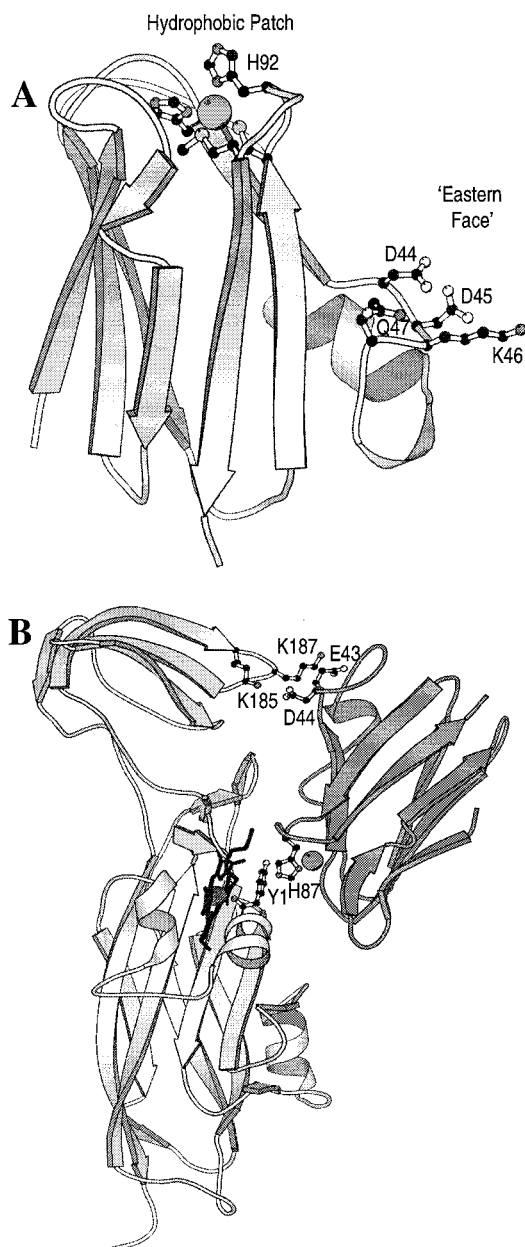 Hydrophobic Patch
H92
A
'Eastern
Face'
D44
D45
Q47
K46
B
K187
E43
K185
D44
Y1
H87